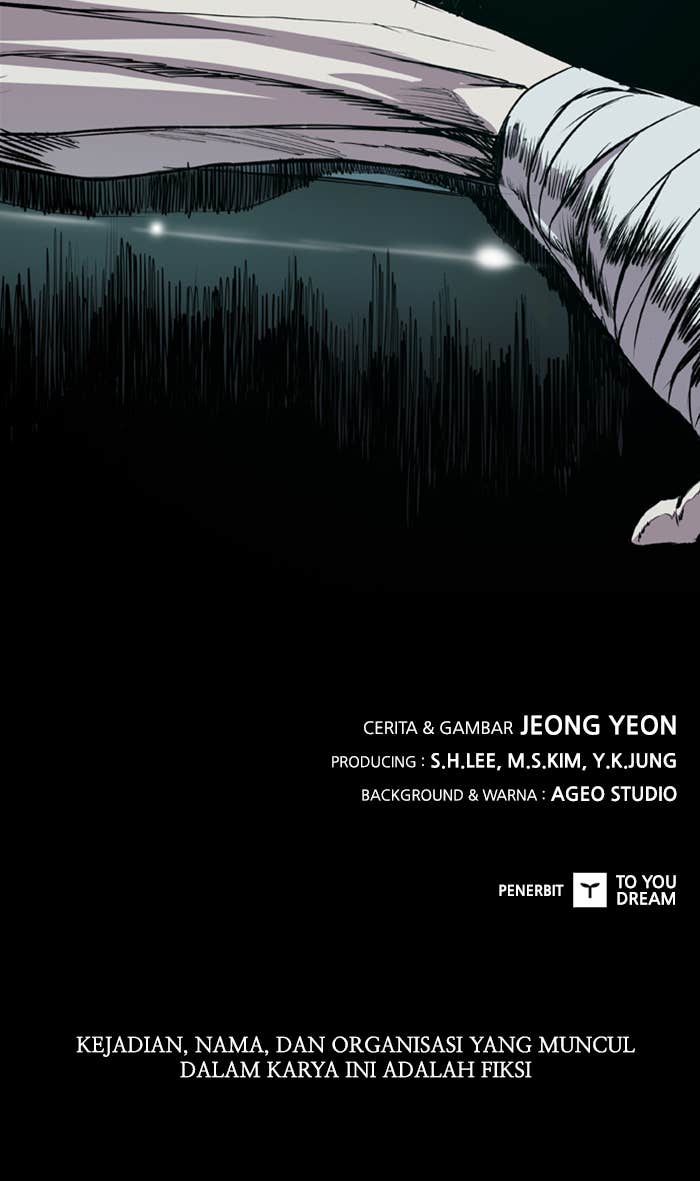 CERITA & GAMBAR JEONG YEON
PRODUCING : S.H.LEE, M.S.KIM, Y.K.JUNG
BACKGROUND & WARNA : AGEO STUDIO
PENERBIT TO YOU
DREAM
KEJADIAN, NAMA, DAN ORGANISASI YANG MUNCUL
DALAM KARYA INI ADALAH FIKSI